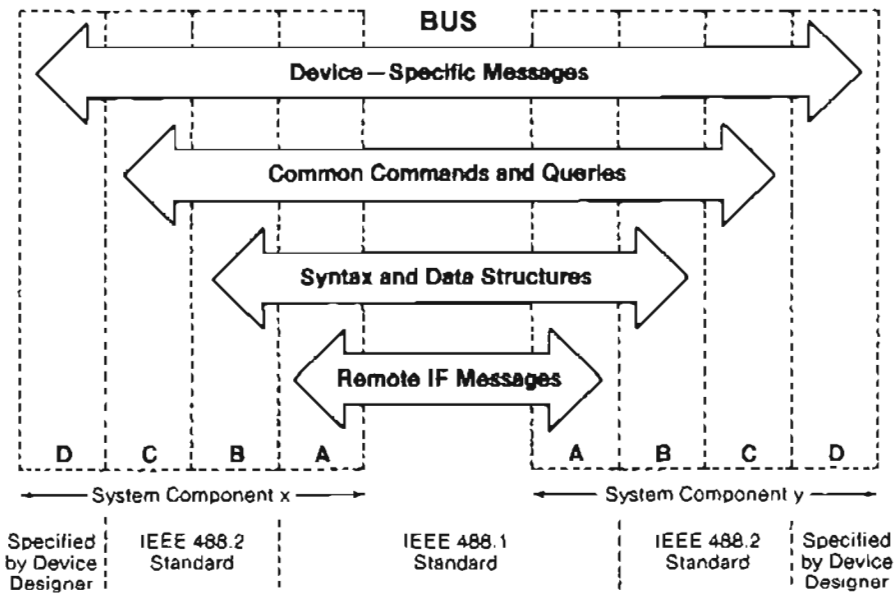 BUS
Device–Specific Messages
Common Commands and Queries
Syntax and Data Structures
Remote IF Messages
D C B A A B C D
System Component x
System Component y
Specified by Device Designer
IEEE 488.2 Standard
IEEE 488.1 Standard
IEEE 488.2 Standard
Specified by Device Designer